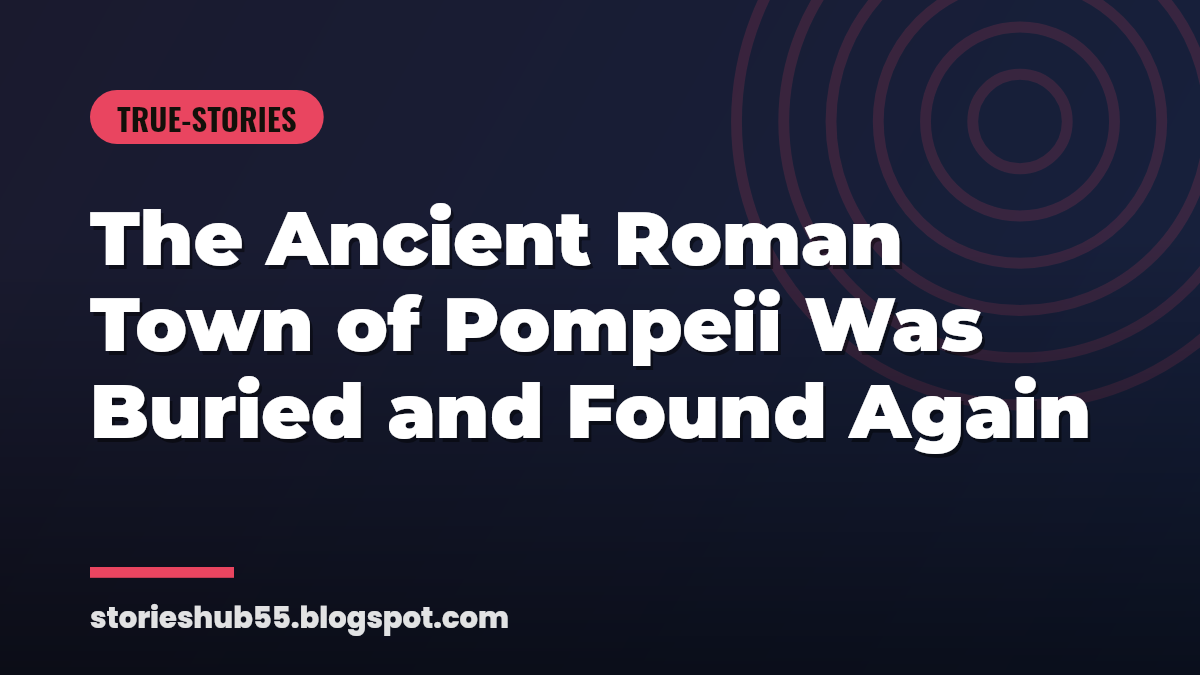 TRUE-STORIES
The Ancient Roman
Town of Pompeii Was
Buried and Found Again
storieshub55.blogspot.com